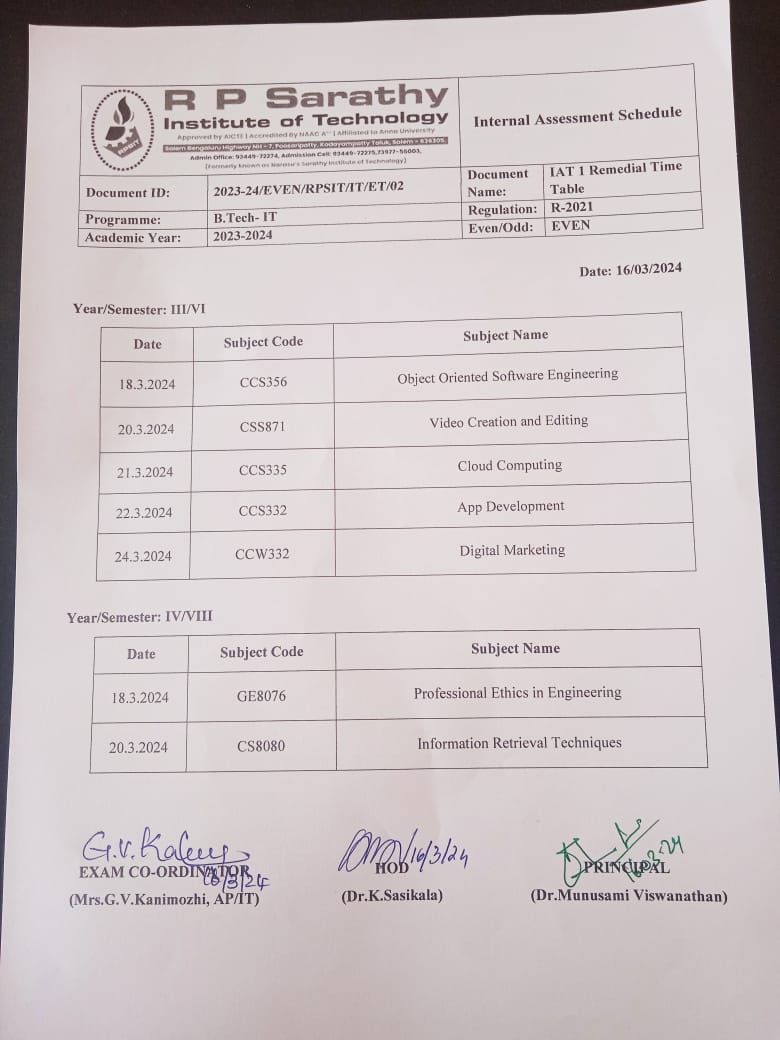 RPSIT
R P Sarathy
Institute of Technology
Approved by AICTE | Accredited by NAAC A++ | Affiliated to Anna University
Salem Bengaluru Highway NH - 7, Poosaripatty, Kadayampatty Taluk, Salem - 636305.
Admin Office: 93449-72274, Admission Cell: 93449-72275,73977-55003,
(Formerly known as Narasu's Sarathy Institute of Technology)
Internal Assessment Schedule
Document ID: 2023-24/EVEN/RPSIT/IT/ET/02 Document Name: IAT 1 Remedial Time Table
Programme: B.Tech- IT Regulation: R-2021
Academic Year: 2023-2024 Even/Odd: EVEN
Date: 16/03/2024
Year/Semester: III/VI
Date Subject Code Subject Name
18.3.2024 CCS356 Object Oriented Software Engineering
20.3.2024 CSS871 Video Creation and Editing
21.3.2024 CCS335 Cloud Computing
22.3.2024 CCS332 App Development
24.3.2024 CCW332 Digital Marketing
Year/Semester: IV/VIII
Date Subject Code Subject Name
18.3.2024 GE8076 Professional Ethics in Engineering
20.3.2024 CS8080 Information Retrieval Techniques
16/3/24
EXAM CO-ORDINATOR HOD PRINCIPAL
16/3/24
(Mrs.G.V.Kanimozhi, AP/IT) (Dr.K.Sasikala) (Dr.Munusami Viswanathan)